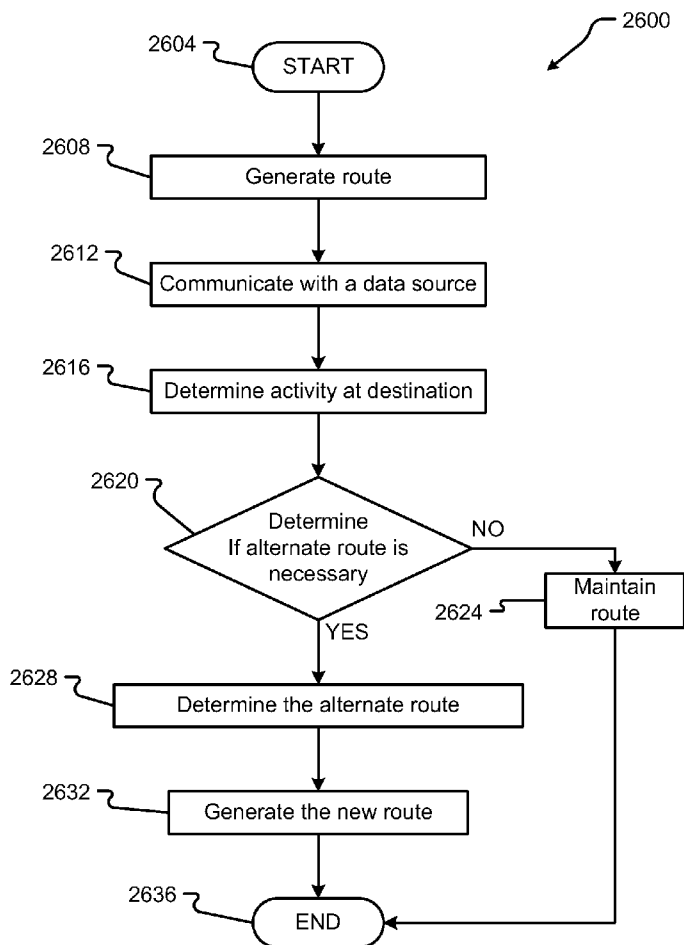 2600
2604
START
2608
Generate route
2612
Communicate with a data source
2616
Determine activity at destination
2620
Determine
If alternate route is
necessary
NO
Maintain
route
2624
YES
2628
Determine the alternate route
2632
Generate the new route
2636
END